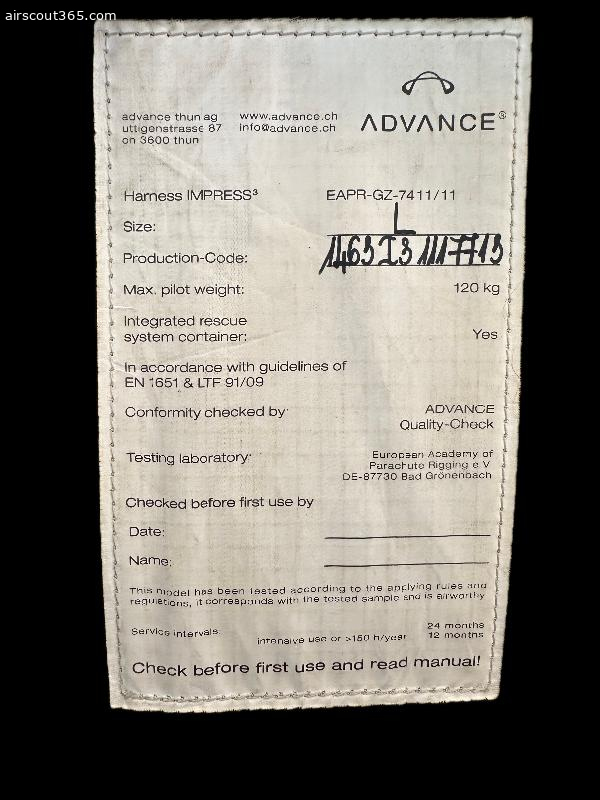 airscout365.com
ADVANCE®
advance thun ag www.advance.ch
uttigenstrasse 87 info@advance.ch
ch 3600 thun
Harness IMPRESS³ EAPR-GZ-7411/11
Size: L
Production-Code:
Max. pilot weight: 120 kg
Integrated rescue
system container: Yes
In accordance with guidelines of
EN 1651 & LTF 91/09
Conformity checked by: ADVANCE
Quality-Check
Testing laboratory: European Academy of
Parachute Rigging e.V.
DE-87730 Bad Grönenbach
Checked before first use by
Date:
Name:
This model has been tested according to the applying rules and
regulations, it corresponds with the tested sample and is airworthy
Service intervals: 24 months
intensive use or >150 h/year 12 months
Check before first use and read manual!